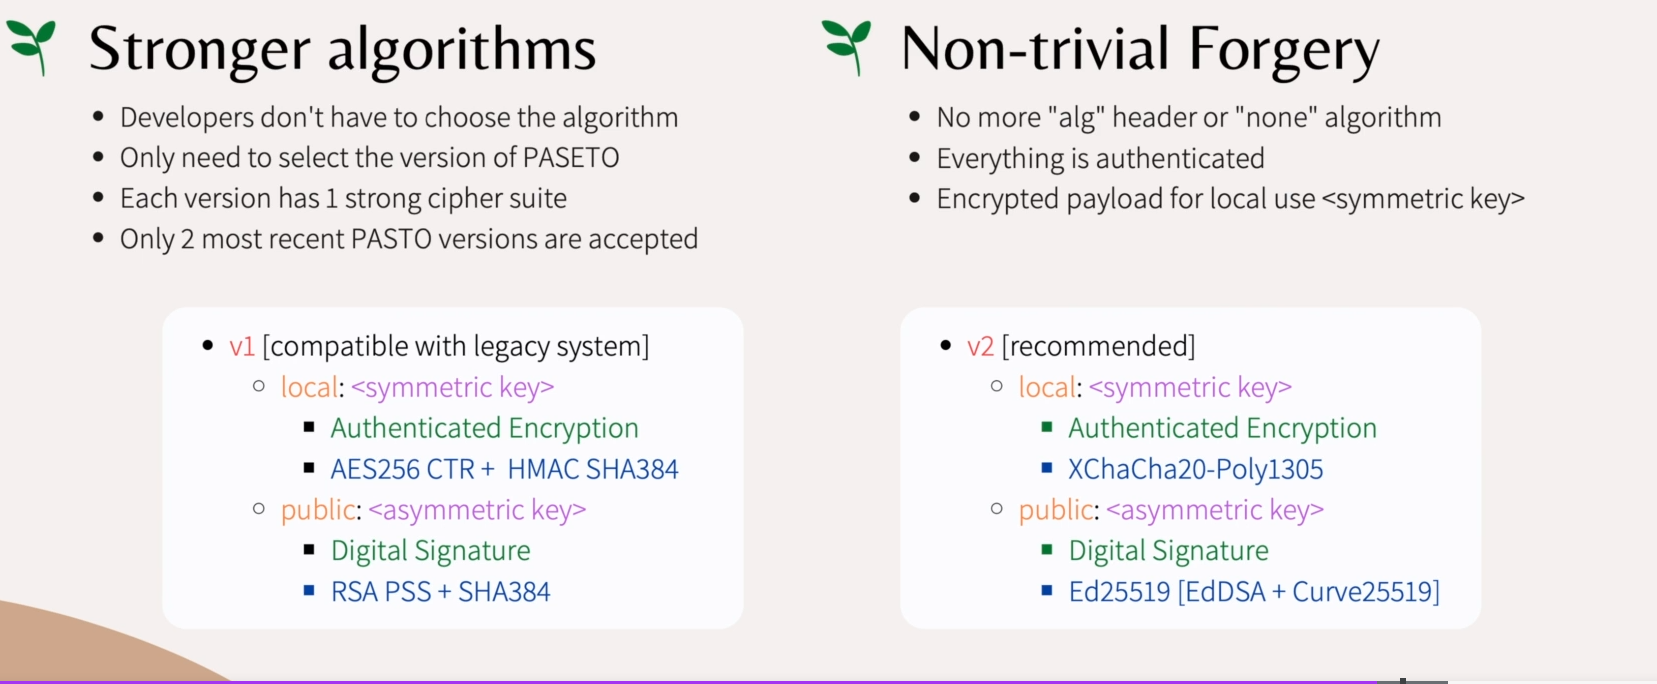 Stronger algorithms
Developers don't have to choose the algorithm
Only need to select the version of PASETO
Each version has 1 strong cipher suite
Only 2 most recent PASTO versions are accepted
Non-trivial Forgery
No more "alg" header or "none" algorithm
Everything is authenticated
Encrypted payload for local use <symmetric key>
v1 [compatible with legacy system]
local: <symmetric key>
Authenticated Encryption
AES256 CTR + HMAC SHA384
public: <asymmetric key>
Digital Signature
RSA PSS + SHA384
v2 [recommended]
local: <symmetric key>
Authenticated Encryption
XChaCha20-Poly1305
public: <asymmetric key>
Digital Signature
Ed25519 [EdDSA + Curve25519]